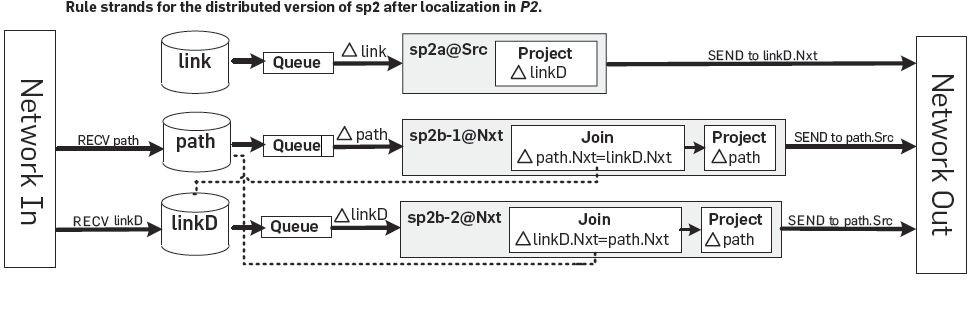 Rule strands for the distributed version of sp2 after localization in P2.
Network In
link
Queue
△ link
sp2a@Src
Project
△ linkD
SEND to linkD.Nxt
RECV path
path
Queue
△ path
sp2b-1@Nxt
Join
△ path.Nxt=linkD.Nxt
Project
△path
SEND to path.Src
RECV linkD
linkD
Queue
△linkD
sp2b-2@Nxt
Join
△linkD.Nxt=path.Nxt
Project
△path
SEND to path.Src
Network Out